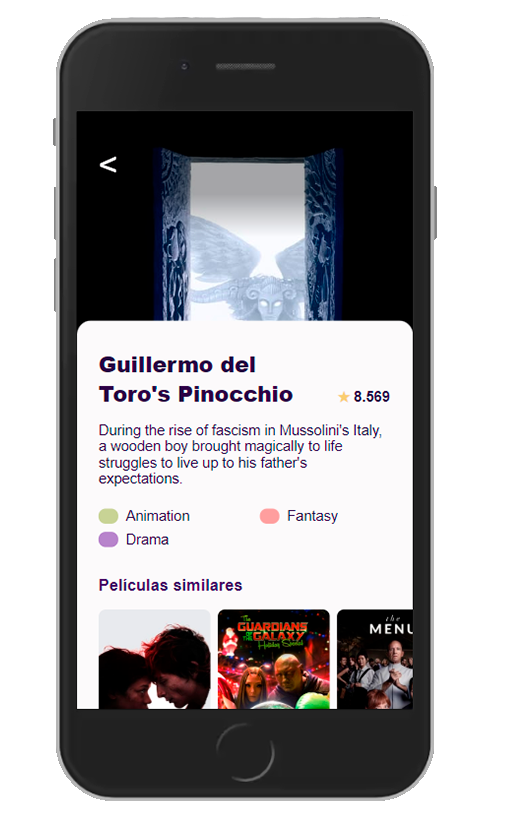 <
Guillermo del
Toro's Pinocchio
★ 8.569
During the rise of fascism in Mussolini's Italy,
a wooden boy brought magically to life
struggles to live up to his father's
expectations.
Animation
Fantasy
Drama
Películas similares
The
GUARDIANS
OF THE
GALAXY
Holiday Special
the
MENU